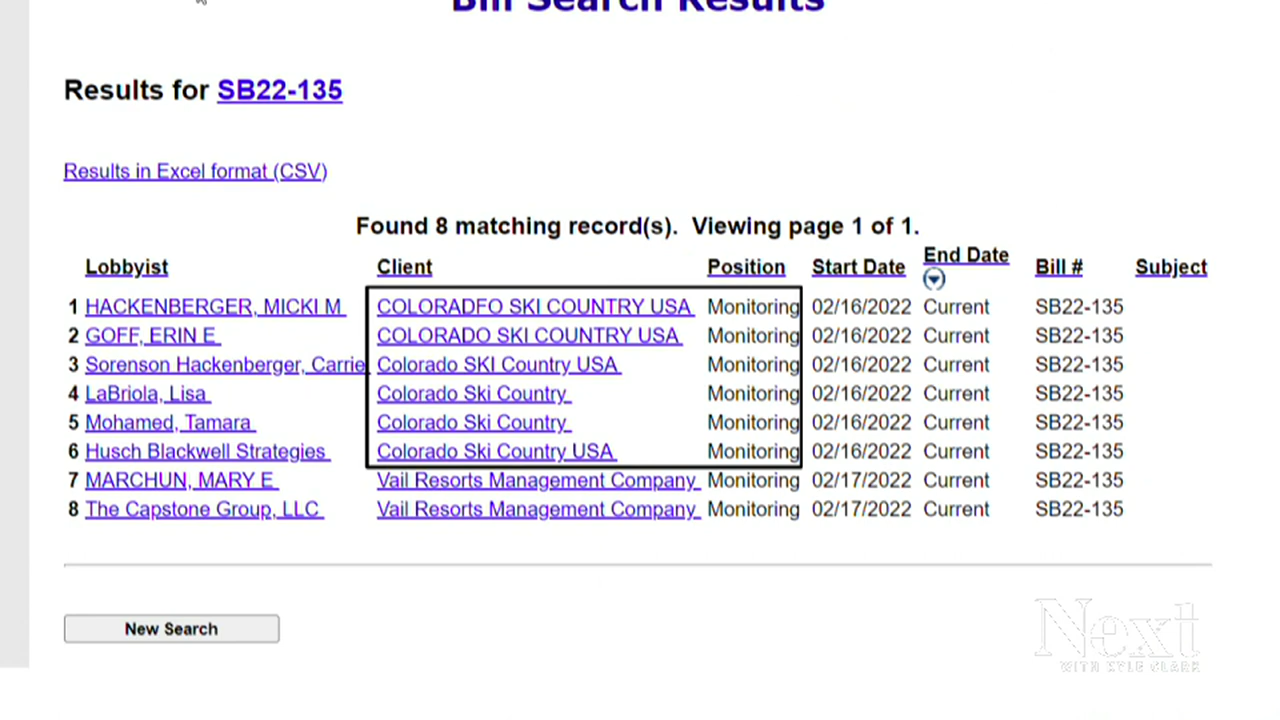 Bill Search Results
Results for SB22-135
Results in Excel format (CSV)
Found 8 matching record(s). Viewing page 1 of 1.
Lobbyist Client Position Start Date End Date Bill # Subject
1 HACKENBERGER, MICKI M COLORADFO SKI COUNTRY USA Monitoring 02/16/2022 Current SB22-135
2 GOFF, ERIN E COLORADO SKI COUNTRY USA Monitoring 02/16/2022 Current SB22-135
3 Sorenson Hackenberger, Carrie Colorado SKI Country USA Monitoring 02/16/2022 Current SB22-135
4 LaBriola, Lisa Colorado Ski Country Monitoring 02/16/2022 Current SB22-135
5 Mohamed, Tamara Colorado Ski Country Monitoring 02/16/2022 Current SB22-135
6 Husch Blackwell Strategies Colorado Ski Country USA Monitoring 02/16/2022 Current SB22-135
7 MARCHUN, MARY E Vail Resorts Management Company Monitoring 02/17/2022 Current SB22-135
8 The Capstone Group, LLC Vail Resorts Management Company Monitoring 02/17/2022 Current SB22-135
New Search
Next
WITH KYLE CLARK